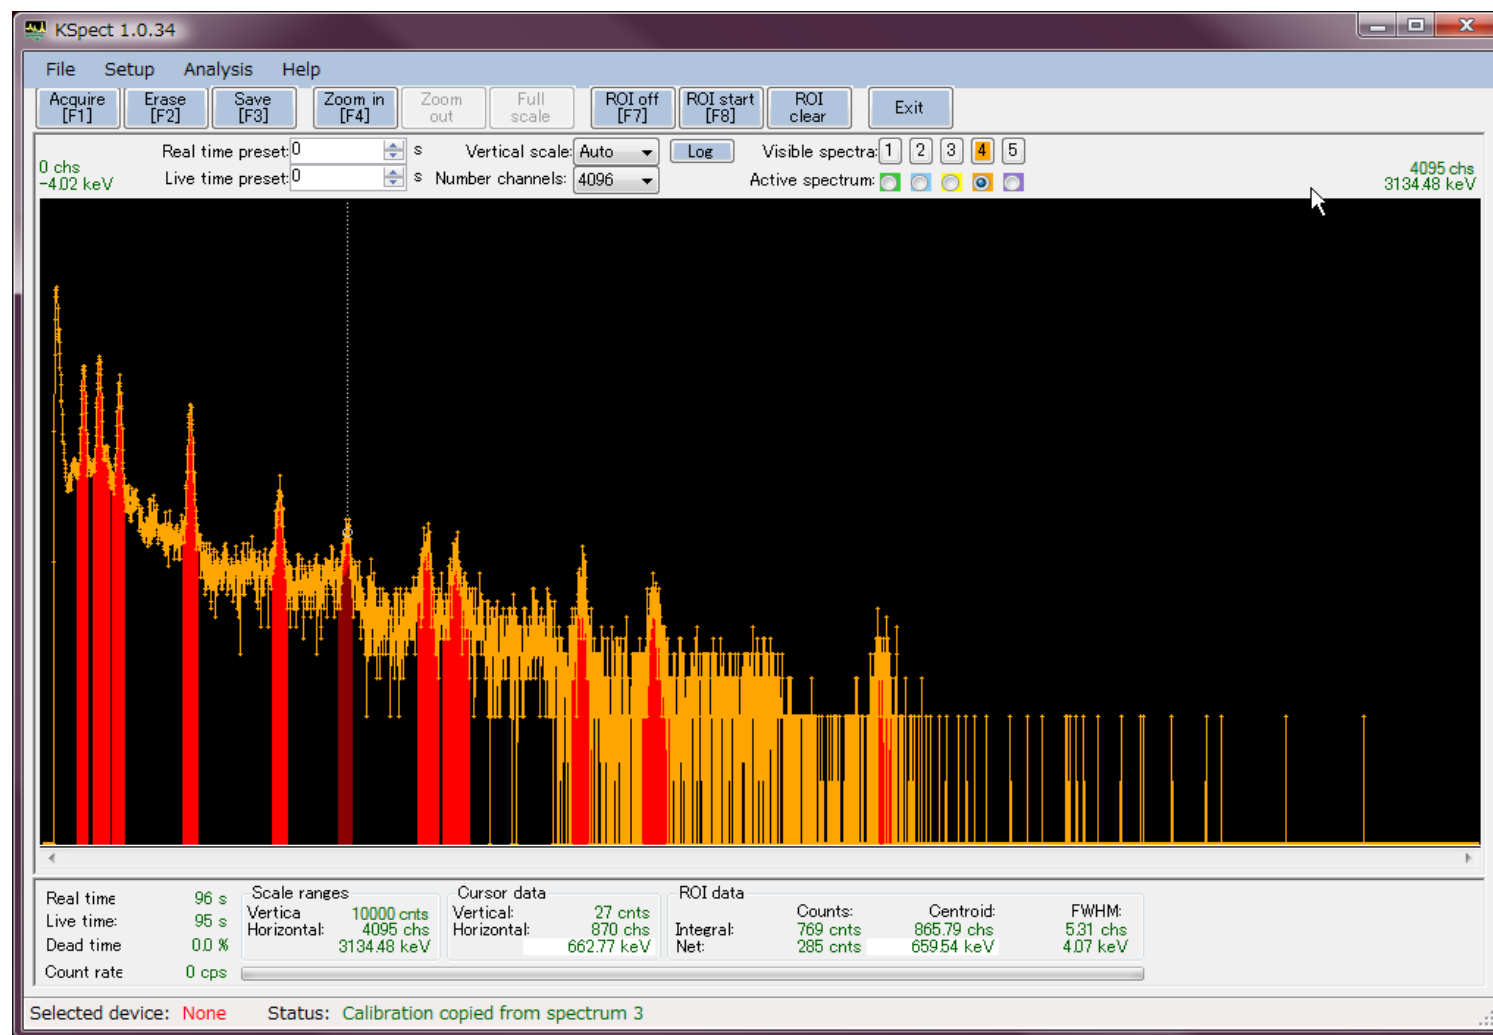 KSpect 1.0.34
File Setup Analysis Help
Acquire [F1] Erase [F2] Save [F3] Zoom in [F4] Zoom out Full scale ROI off [F7] ROI start [F8] ROI clear Exit
0 chs
-4.02 keV
Real time preset: 0 s Vertical scale: Auto Log Visible spectra: 1 2 3 4 5
Live time preset: 0 s Number channels: 4096 Active spectrum:
4095 chs
3134.48 keV
Real time 96 s
Live time: 95 s
Dead time 0.0 %
Count rate 0 cps
Scale ranges
Vertica 10000 cnts
Horizontal: 4095 chs
3134.48 keV
Cursor data
Vertical: 27 cnts
Horizontal: 870 chs
662.77 keV
ROI data
Counts: Centroid: FWHM:
Integral: 769 cnts 865.79 chs 5.31 chs
Net: 285 cnts 659.54 keV 4.07 keV
Selected device: None Status: Calibration copied from spectrum 3